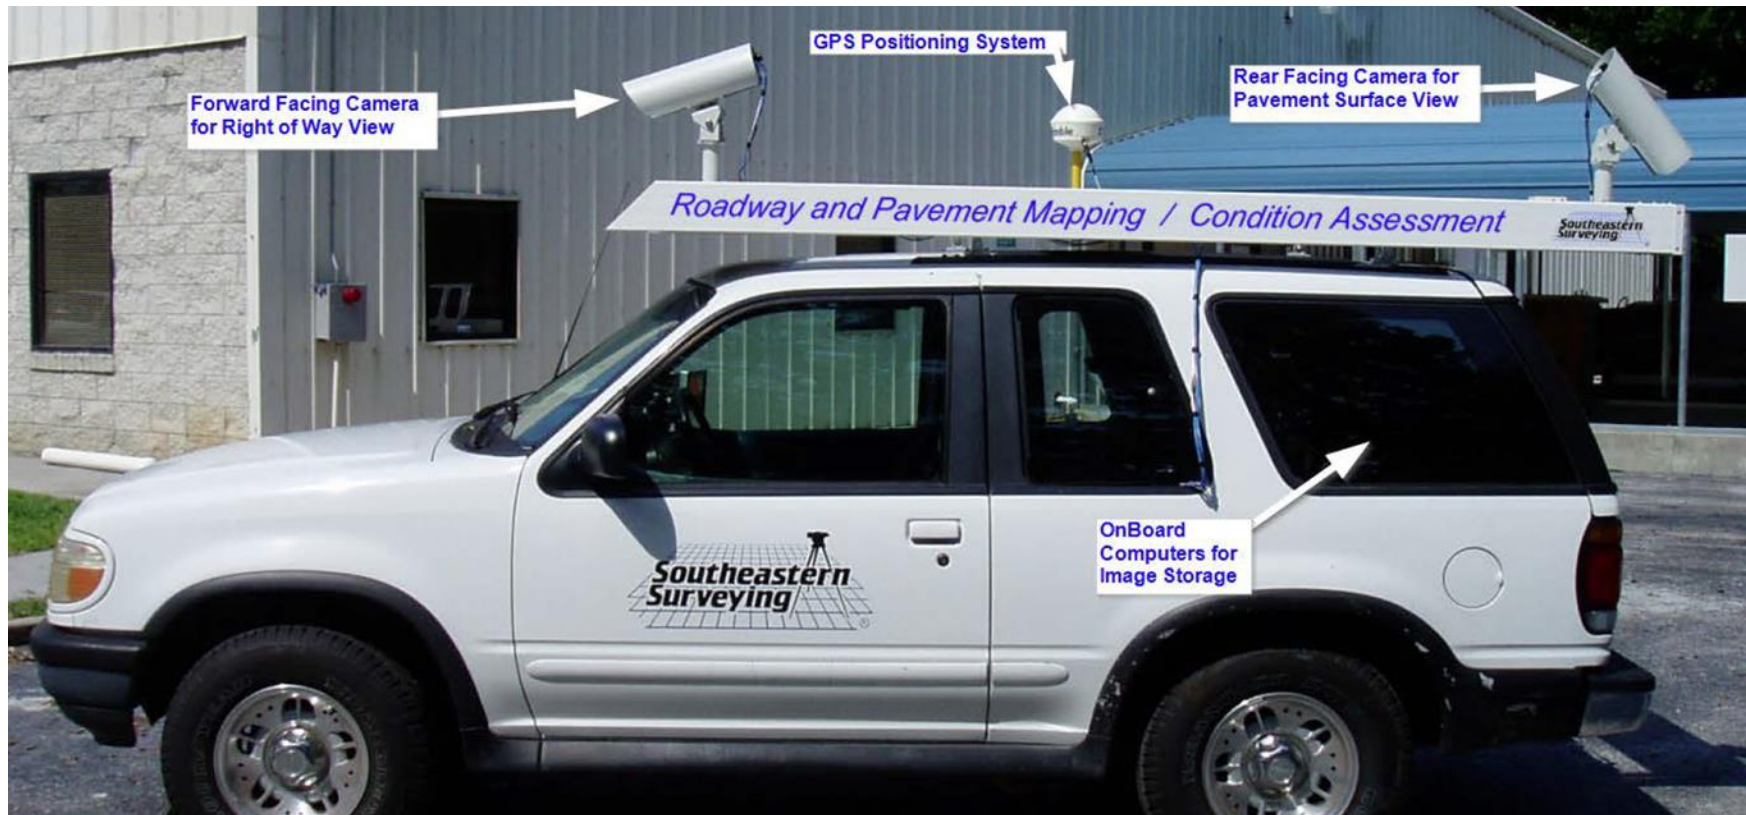 GPS Positioning System
Forward Facing Camera
for Right of Way View
Rear Facing Camera for
Pavement Surface View
Roadway and Pavement Mapping / Condition Assessment
Southeastern
Surveying
OnBoard
Computers for
Image Storage
Southeastern
Surveying
®